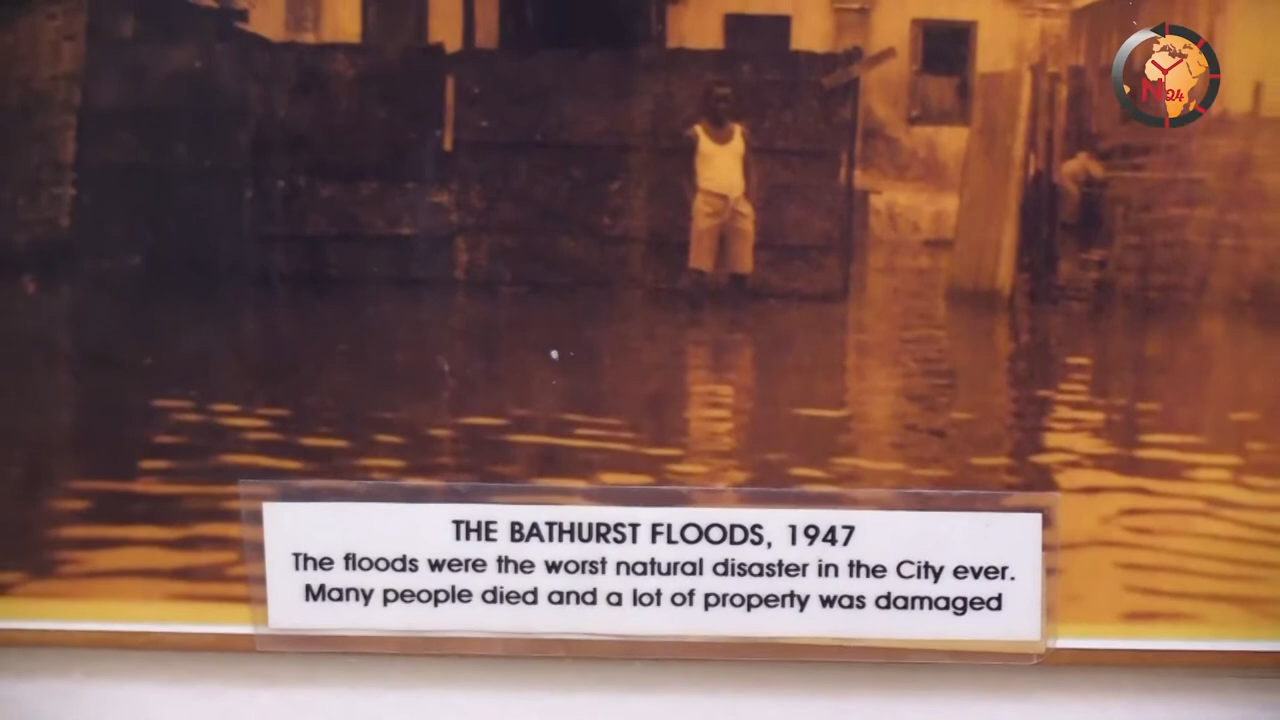 N24
THE BATHURST FLOODS, 1947
The floods were the worst natural disaster in the City ever.
Many people died and a lot of property was damaged